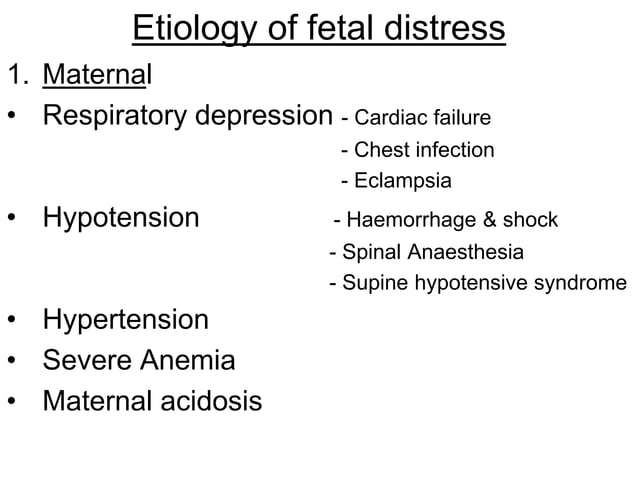 Etiology of fetal distress
1. Maternal
• Respiratory depression - Cardiac failure
- Chest infection
- Eclampsia
• Hypotension - Haemorrhage & shock
- Spinal Anaesthesia
- Supine hypotensive syndrome
• Hypertension
• Severe Anemia
• Maternal acidosis